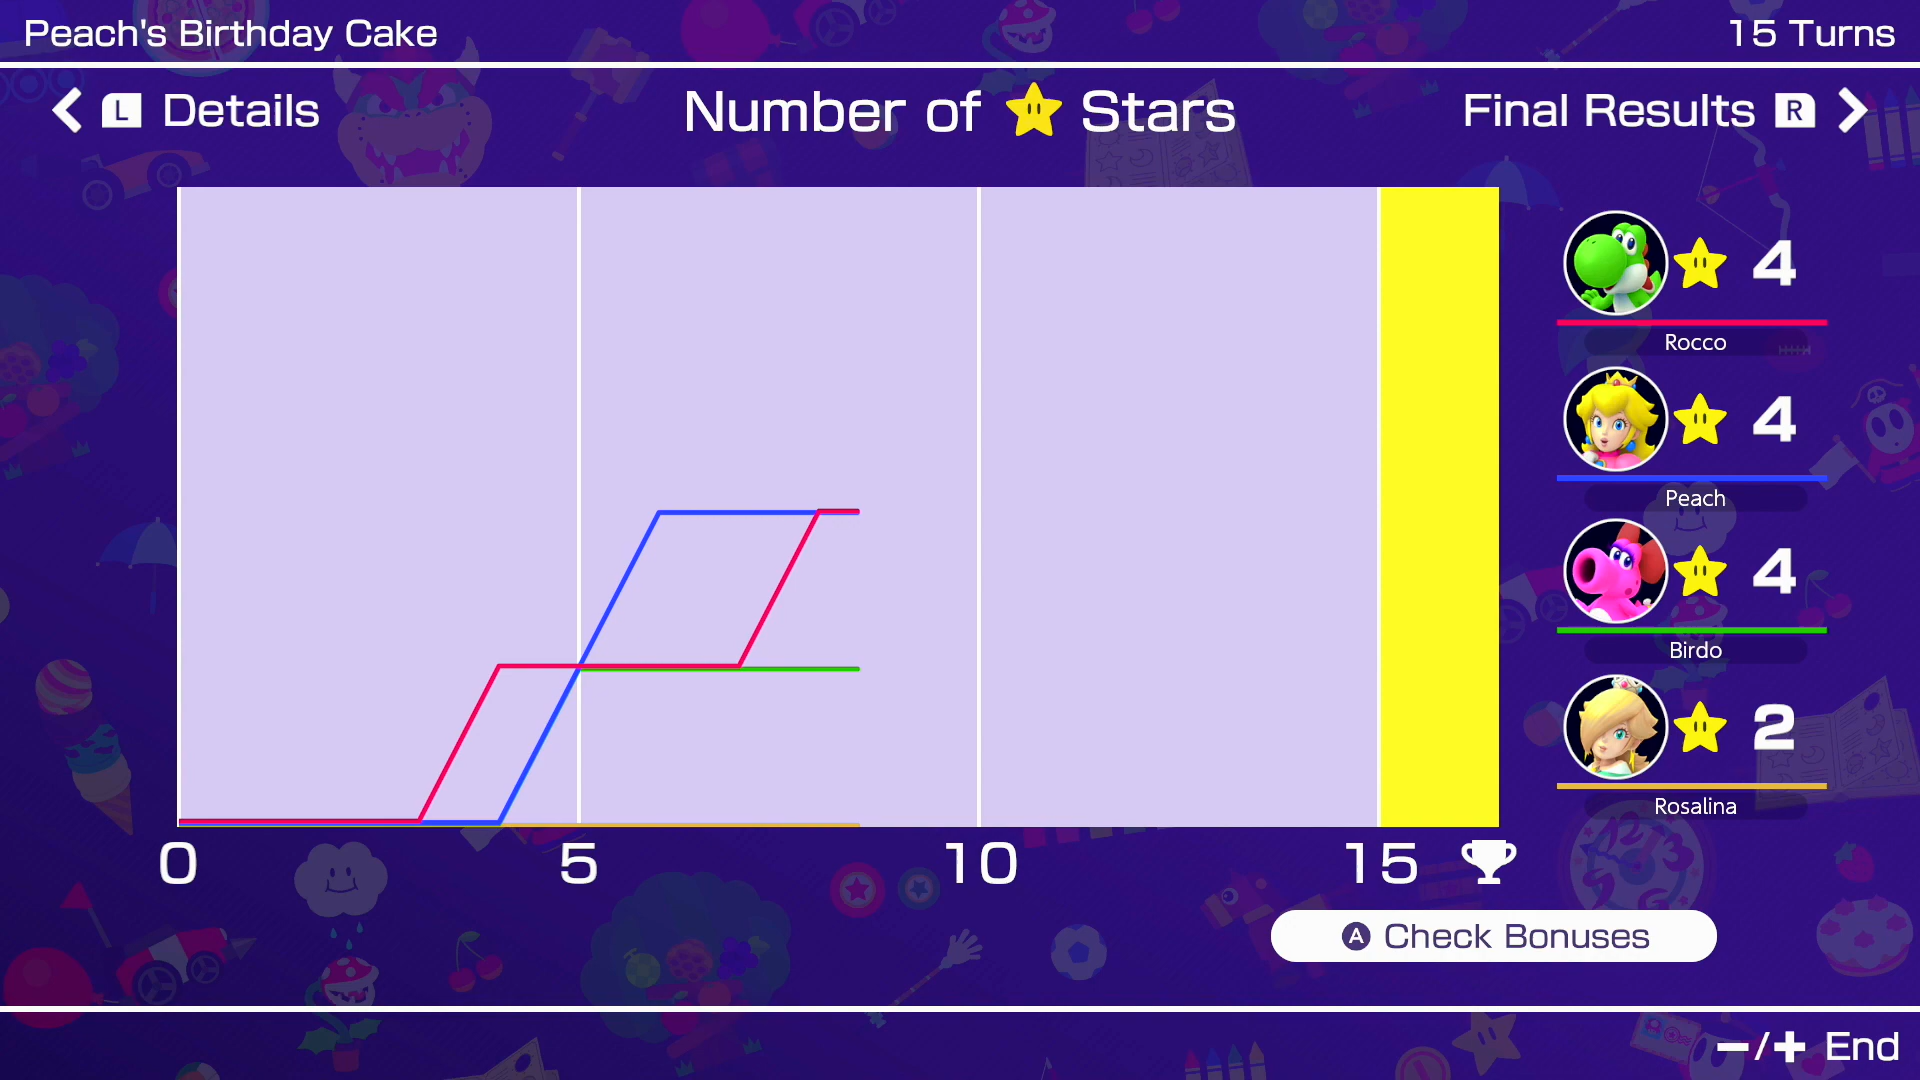 Peach's Birthday Cake
15 Turns
L Details
Number of Stars
Final Results R
4
Rocco
4
Peach
4
Birdo
2
Rosalina
0 5 10 15
A Check Bonuses
−/+ End